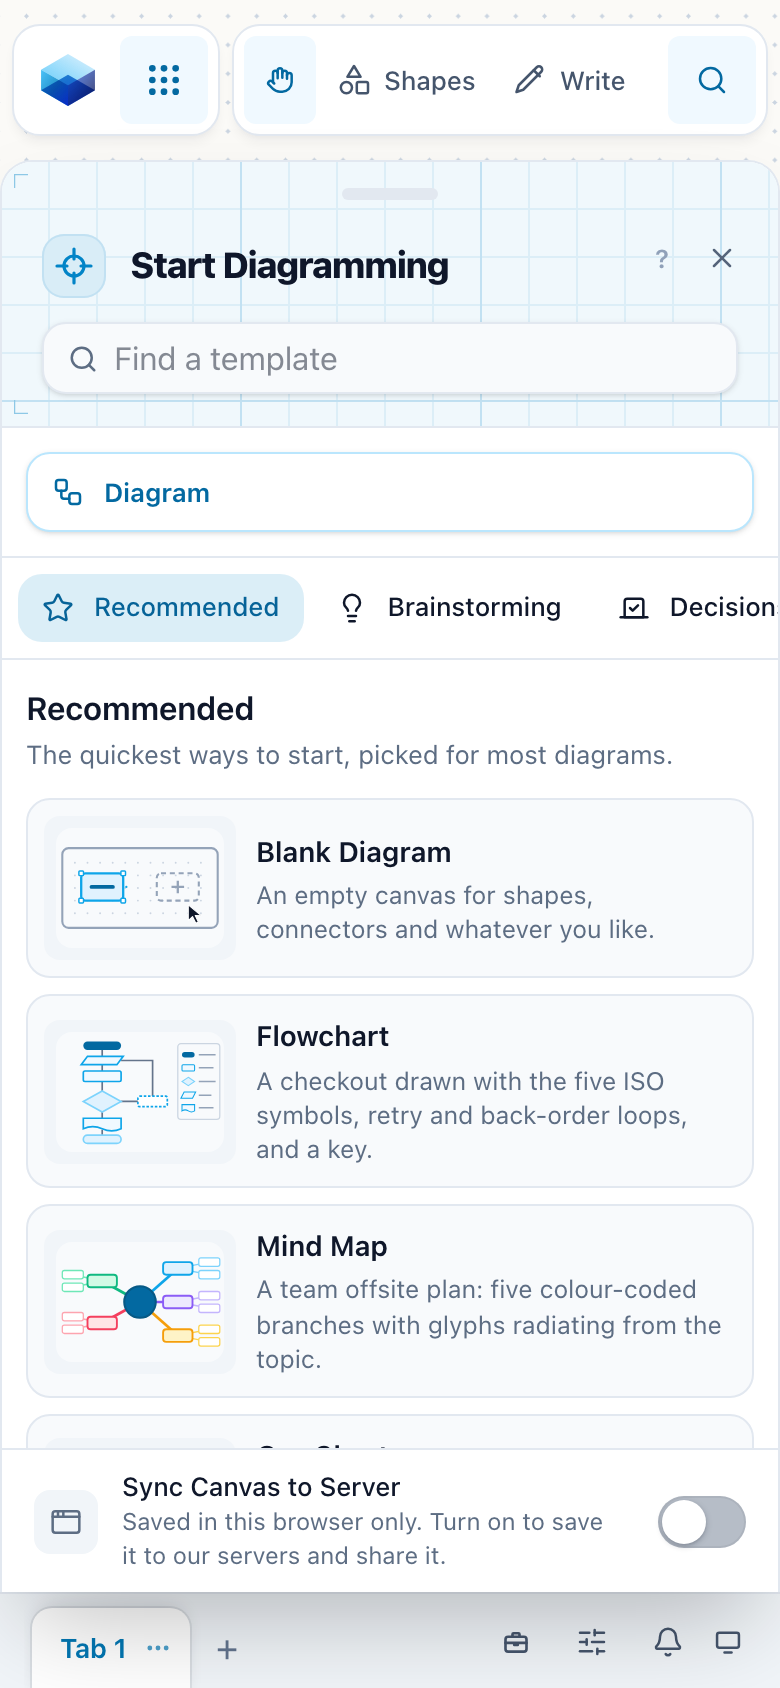 Shapes
Write
Start Diagramming
?
Find a template
Diagram
Recommended
Brainstorming
Recommended
The quickest ways to start, picked for most diagrams.
Blank Diagram
An empty canvas for shapes,
connectors and whatever you like.
Flowchart
A checkout drawn with the five ISO
symbols, retry and back-order loops,
and a key.
Mind Map
A team offsite plan: five colour-coded
branches with glyphs radiating from the
topic.
Sync Canvas to Server
Saved in this browser only. Turn on to save
it to our servers and share it.
Tab 1